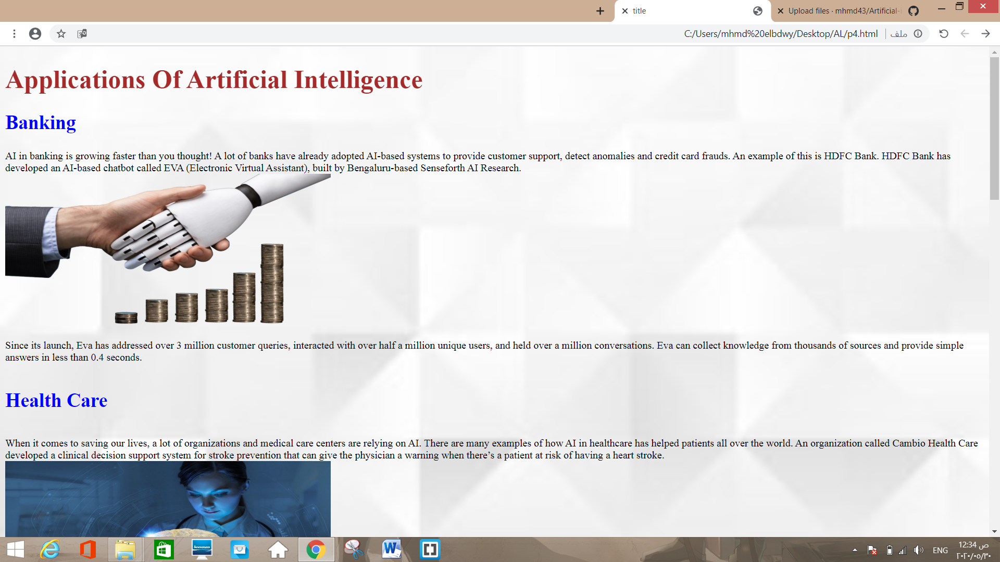 title
Upload files · mhmd43/Artificial-i
C:/Users/mhmd%20elbdwy/Desktop/AL/p4.html
ملف
Applications Of Artificial Intelligence
Banking
AI in banking is growing faster than you thought! A lot of banks have already adopted AI-based systems to provide customer support, detect anomalies and credit card frauds. An example of this is HDFC Bank. HDFC Bank has
developed an AI-based chatbot called EVA (Electronic Virtual Assistant), built by Bengaluru-based Senseforth AI Research.
Since its launch, Eva has addressed over 3 million customer queries, interacted with over half a million unique users, and held over a million conversations. Eva can collect knowledge from thousands of sources and provide simple
answers in less than 0.4 seconds.
Health Care
When it comes to saving our lives, a lot of organizations and medical care centers are relying on AI. There are many examples of how AI in healthcare has helped patients all over the world. An organization called Cambio Health Care
developed a clinical decision support system for stroke prevention that can give the physician a warning when there’s a patient at risk of having a heart stroke.
ENG
12:34 ص
٢٠٢٠/٠٥/٣٠